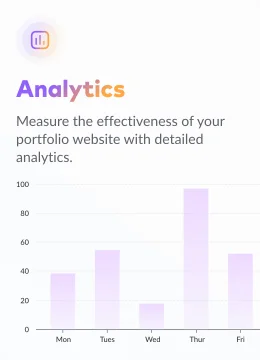 Analytics
Measure the effectiveness of your
portfolio website with detailed
analytics.
100
80
60
40
20
0
Mon Tues Wed Thur Fri